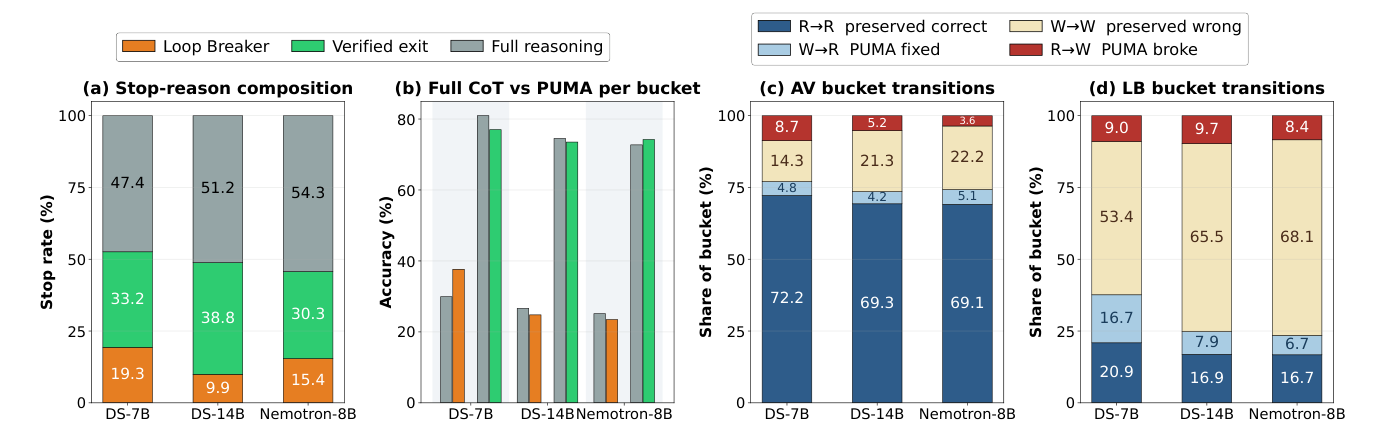 Loop Breaker Verified exit Full reasoning
R→R preserved correct W→W preserved wrong
W→R PUMA fixed R→W PUMA broke
(a) Stop-reason composition
Stop rate (%)
100
75
50
25
0
47.4 51.2 54.3
33.2 38.8 30.3
19.3 9.9 15.4
DS-7B DS-14B Nemotron-8B
(b) Full CoT vs PUMA per bucket
Accuracy (%)
80
60
40
20
0
DS-7B DS-14B Nemotron-8B
(c) AV bucket transitions
Share of bucket (%)
100
75
50
25
0
8.7 5.2 3.6
14.3 21.3 22.2
4.8 4.2 5.1
72.2 69.3 69.1
DS-7B DS-14B Nemotron-8B
(d) LB bucket transitions
Share of bucket (%)
100
75
50
25
0
9.0 9.7 8.4
53.4 65.5 68.1
16.7 7.9 6.7
20.9 16.9 16.7
DS-7B DS-14B Nemotron-8B